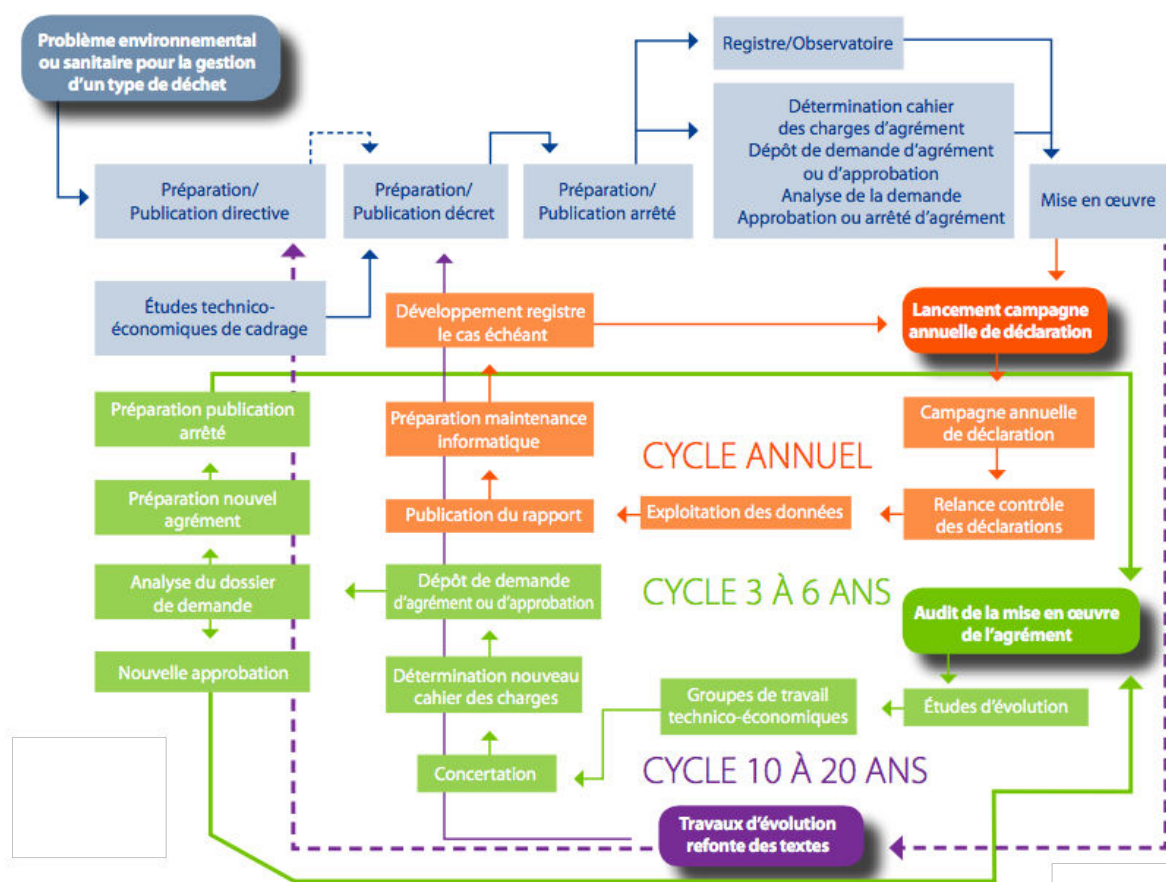 Problème environnemental
ou sanitaire pour la gestion
d’un type de déchet
Registre/Observatoire
Détermination cahier
des charges d’agrément
Dépôt de demande d’agrément
ou d’approbation
Analyse de la demande
Approbation ou arrêté d’agrément
Préparation/
Publication directive
Préparation/
Publication décret
Préparation/
Publication arrêté
Mise en œuvre
Études technico-
économiques de cadrage
Développement registre
le cas échéant
Lancement campagne
annuelle de déclaration
Préparation publication
arrêté
Préparation maintenance
informatique
Campagne annuelle
de déclaration
CYCLE ANNUEL
Préparation nouvel
agrément
Publication du rapport
Exploitation des données
Relance contrôle
des déclarations
Analyse du dossier
de demande
Dépôt de demande
d’agrément ou d’approbation
CYCLE 3 À 6 ANS
Audit de la mise en œuvre
de l’agrément
Nouvelle approbation
Détermination nouveau
cahier des charges
Groupes de travail
technico-économiques
Études d’évolution
Concertation
CYCLE 10 À 20 ANS
Travaux d’évolution
refonte des textes